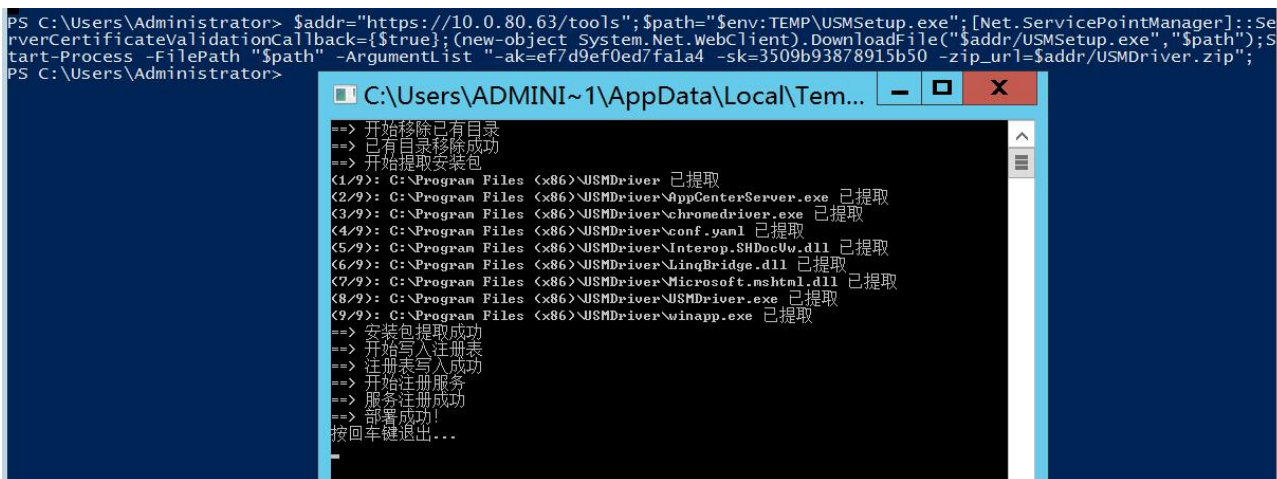 PS C:\Users\Administrator> $addr="https://10.0.80.63/tools";$path="$env:TEMP\USMSetup.exe";[Net.ServicePointManager]::Se
rverCertificateValidationCallback={$true};(new-object System.Net.WebClient).DownloadFile("$addr/USMSetup.exe","$path");S
tart-Process -FilePath "$path" -ArgumentList "-ak=ef7d9ef0ed7fa1a4 -sk=3509b93878915b50 -zip_url=$addr/USMDriver.zip";
PS C:\Users\Administrator>
C:\Users\ADMINI~1\AppData\Local\Tem...
==> 开始移除已有目录
==> 已有目录移除成功
==> 开始提取安装包
(1/9): C:\Program Files (x86)\USMDriver 已提取
(2/9): C:\Program Files (x86)\USMDriver\AppCenterServer.exe 已提取
(3/9): C:\Program Files (x86)\USMDriver\chromedriver.exe 已提取
(4/9): C:\Program Files (x86)\USMDriver\conf.yaml 已提取
(5/9): C:\Program Files (x86)\USMDriver\Interop.SHDocVw.dll 已提取
(6/9): C:\Program Files (x86)\USMDriver\LinqBridge.dll 已提取
(7/9): C:\Program Files (x86)\USMDriver\Microsoft.mshtml.dll 已提取
(8/9): C:\Program Files (x86)\USMDriver\USMDriver.exe 已提取
(9/9): C:\Program Files (x86)\USMDriver\winapp.exe 已提取
==> 安装包提取成功
==> 开始写入注册表
==> 注册表写入成功
==> 开始注册服务
==> 服务注册成功
==> 部署成功!
按回车键退出...